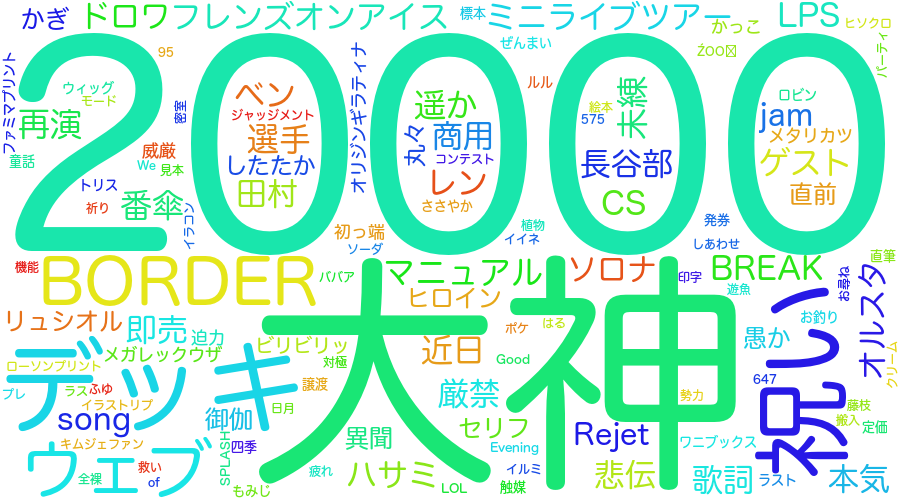 かぎ
ドロワ
フレンズオンアイス
標本
ミニライブツアー
かっこ
LPS
ヒソクロ
ぜんまい
パーティ
20000
95
ファミマプリント
ウィッグ
モード
再演
密室
童話
We
見本
威厳
トリス
祈り
番傘
イラコン
ベン
ジャッジメント
選手
したたか
田村
ルル
オリジンギラティナ
遥か
丸々
商用
コンテスト
レン
ささやか
絵本
575
未練
長谷部
CS
ロビン
jam
メタリカツ
ゲスト
直前
初っ端
ソーダ
植物
イイネ
発券
しあわせ
直筆
機能
BORDER
ババア
マニュアル
ソロナ
印字
BREAK
遊魚
お尋ね
オルスタ
大神
ヒロイン
リュシオル
即売
迫力
メガレックウザ
ビリビリッ
対極
近日
ポケ
はる
Good
祝い
お釣り
愚か
クリーム
ローソンプリント
デッキ
プレ
ラス
ふゆ
イラストリプ
譲渡
日月
厳禁
勢力
647
藤枝
搬入
定価
song
御伽
キムジェファン
SPLASH
四季
異聞
セリフ
Evening
Rejet
ワニブックス
ウェブ
全裸
救い
of
もみじ
疲れ
ハサミ
LOL
イルミ
触媒
悲伝
歌詞
ラスト
本気